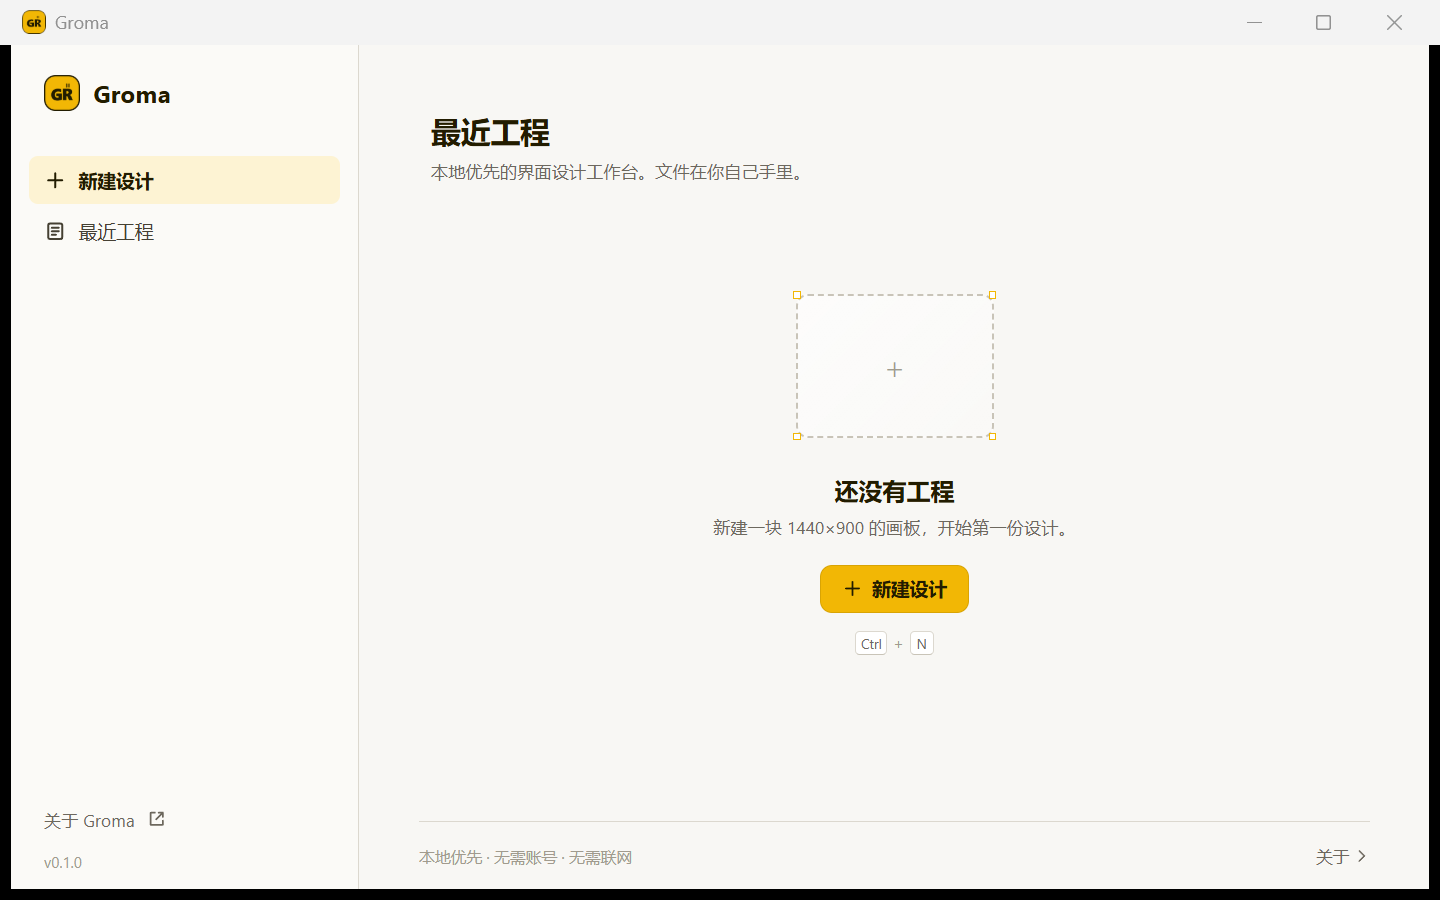 GR Groma
GR Groma
新建设计
最近工程
最近工程
本地优先的界面设计工作台。文件在你自己手里。
还没有工程
新建一块 1440×900 的画板，开始第一份设计。
新建设计
Ctrl + N
关于 Groma
v0.1.0
本地优先 · 无需账号 · 无需联网
关于